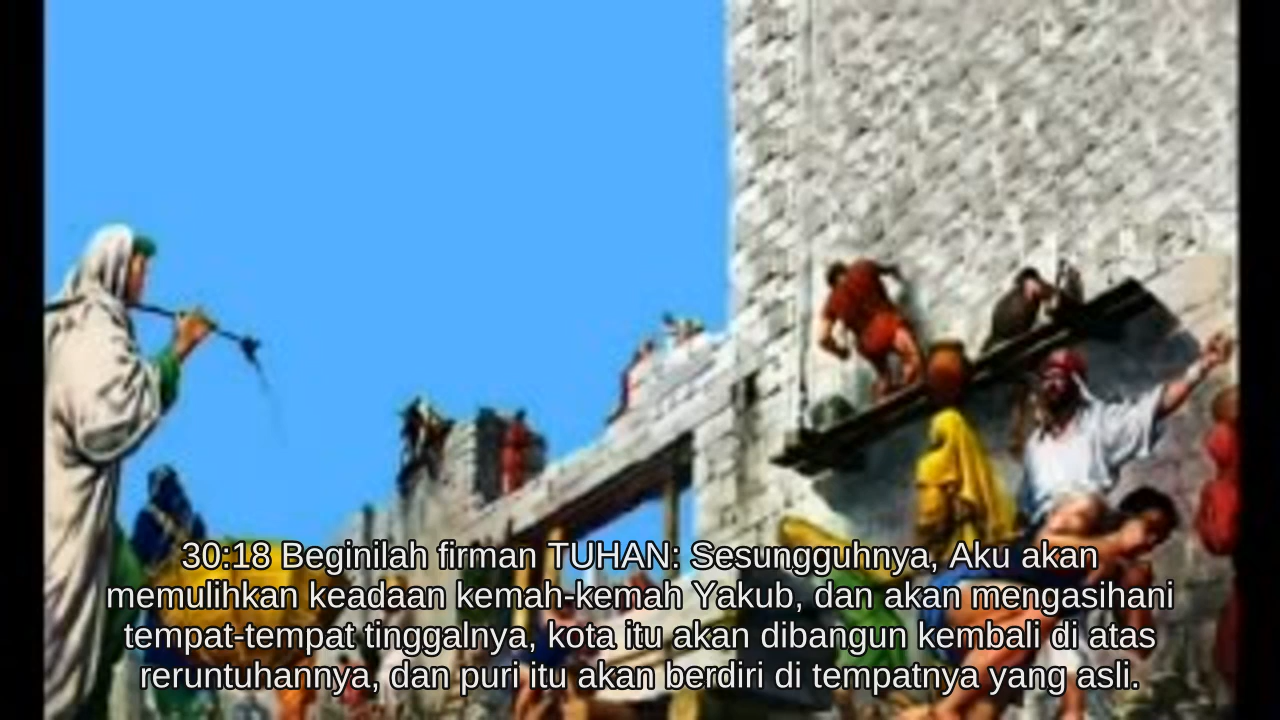 30:18 Beginilah firman TUHAN: Sesungguhnya, Aku akan
memulihkan keadaan kemah-kemah Yakub, dan akan mengasihani
tempat-tempat tinggalnya, kota itu akan dibangun kembali di atas
reruntuhannya, dan puri itu akan berdiri di tempatnya yang asli.